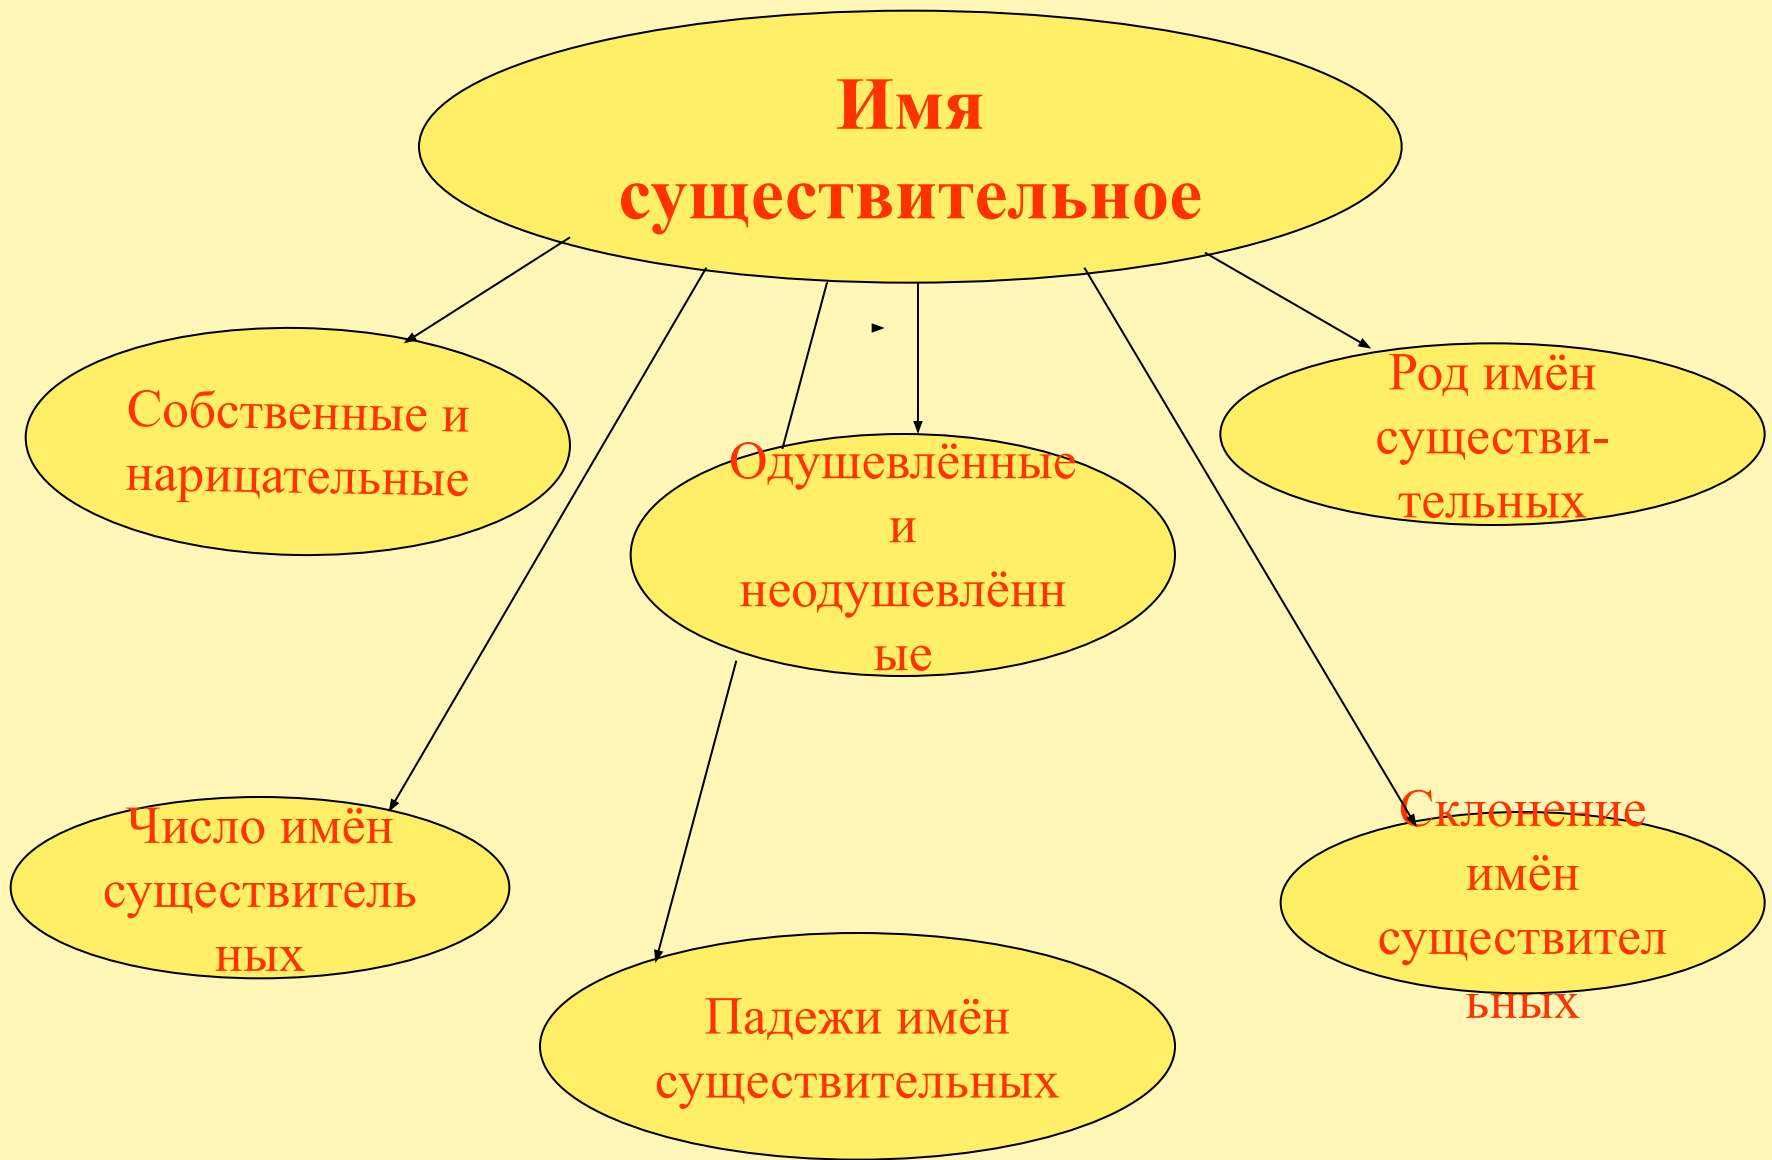 Имя
существительное
Собственные и
нарицательные
Одушевлённые
и
неодушевлённ
ые
Род имён
существи-
тельных
Число имён
существитель
ных
Падежи имён
существительных
Склонение
имён
существител
ьных